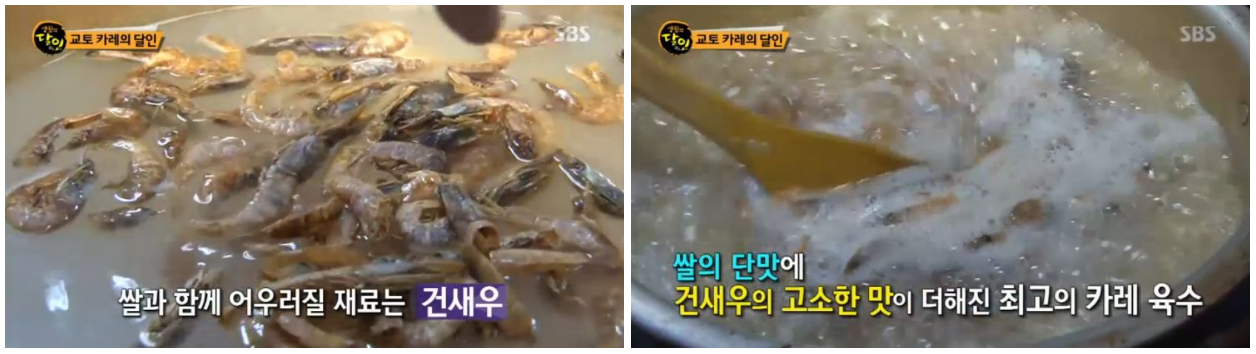 생활의
달인
교토 카레의 달인
SBS
쌀과 함께 어우러질 재료는 건새우
생활의
달인
교토 카레의 달인
SBS
쌀의 단맛에
건새우의 고소한 맛이 더해진 최고의 카레 육수